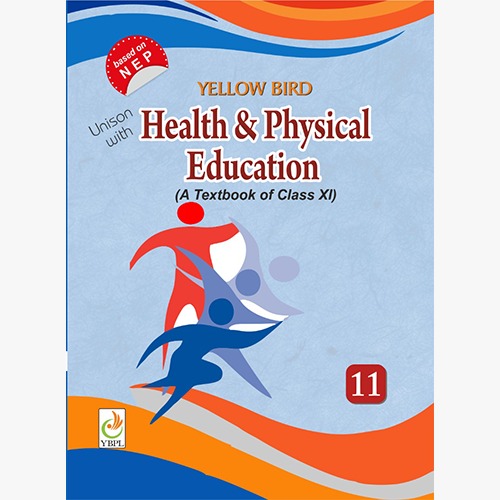 based on
NEP
YELLOW BIRD
Unison
with
Health & Physical
Education
(A Textbook of Class XI)
11
YBPL